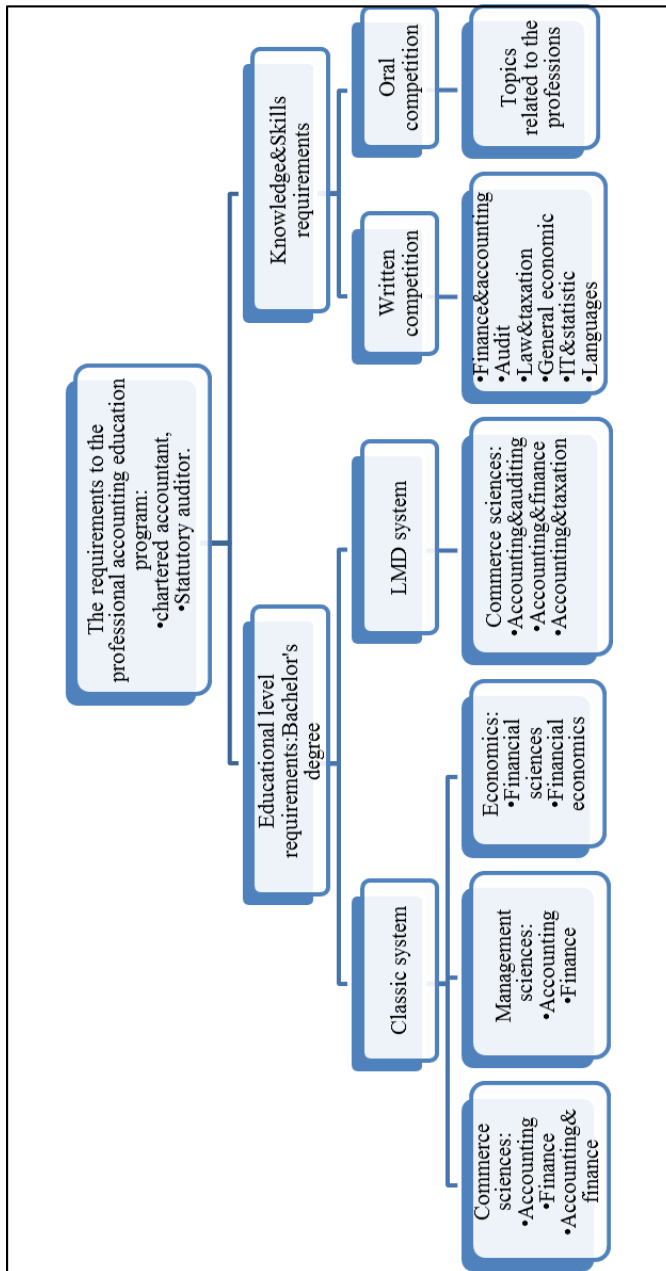 The requirements to the
professional accounting education
program:
•chartered accountant,
•Statutory auditor.
Educational level
requirements:Bachelor's
degree
Knowledge&Skills
requirements
Classic system
LMD system
Written
competition
Oral
competition
Commerce
sciences:
•Accounting
•Finance
•Accounting&
finance
Management
sciences:
•Accounting
•Finance
Economics:
•Financial
sciences
•Financial
economics
Commerce sciences:
•Accounting&auditing
•Accounting&finance
•Accounting&taxation
•Finance&accounting
•Audit
•Law&taxation
•General economic
•IT&statistic
•Languages
Topics
related to the
professions